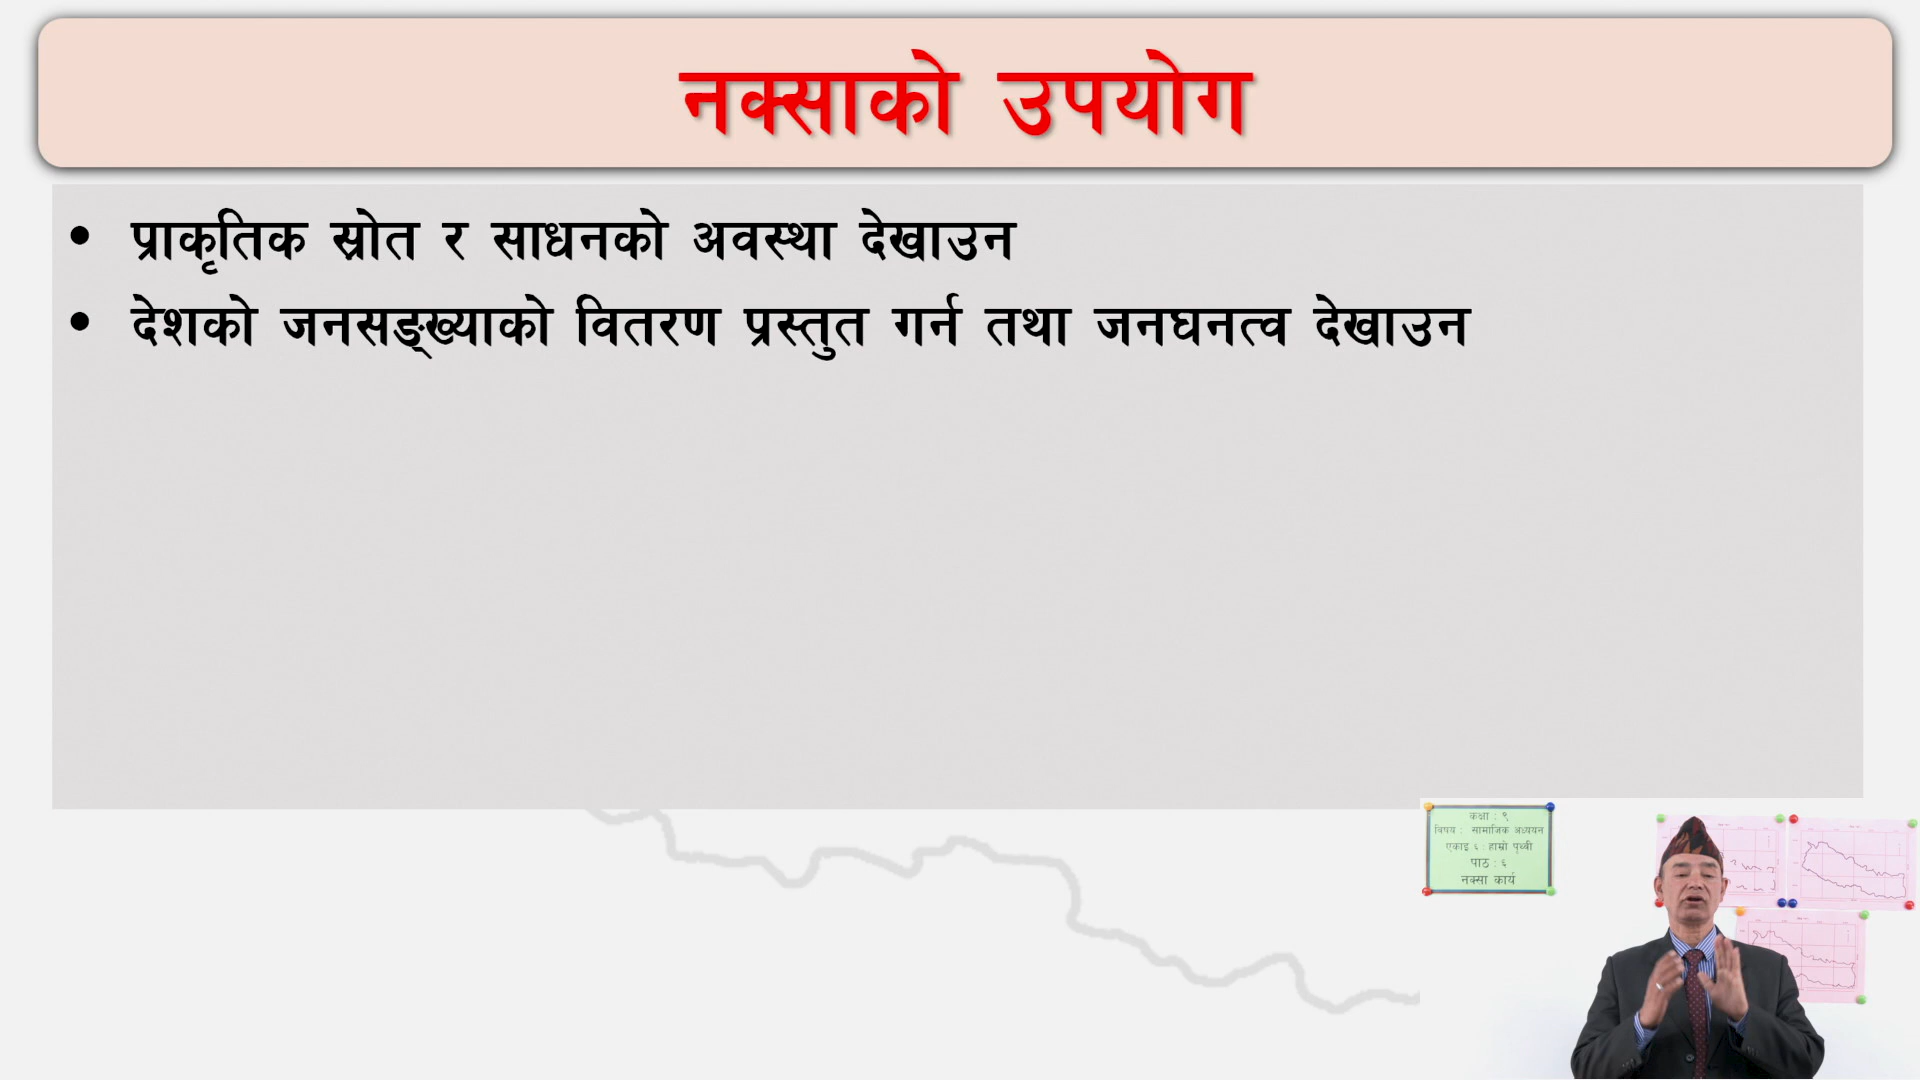 नक्साको उपयोग
• प्राकृतिक स्रोत र साधनको अवस्था देखाउन
• देशको जनसङ्ख्याको वितरण प्रस्तुत गर्न तथा जनघनत्व देखाउन
कक्षा : ९
विषय : सामाजिक अध्ययन
एकाइ ६ : हाम्रो पृथ्वी
पाठ : ६
नक्सा कार्य